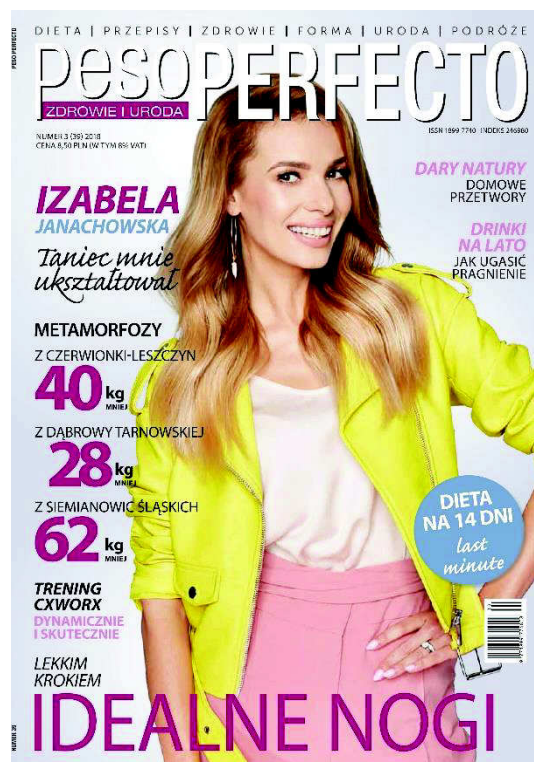 DIETA | PRZEPISY | ZDROWIE | FORMA | URODA | PODRÓŻE
PESO PERFECTO
pesoPERFECTO
ZDROWIE I URODA
NUMER 3 (39) 2018
CENA 8,50 PLN (W TYM 8% VAT)
ISSN 1899-7740 INDEKS 246980
IZABELA
JANACHOWSKA
Taniec mnie
ukształtował
DARY NATURY
DOMOWE
PRZETWORY
DRINKI
NA LATO
JAK UGASIĆ
PRAGNIENIE
METAMORFOZY
Z CZERWIONKI-LESZCZYN
40 kg
MNIEJ
Z DĄBROWY TARNOWSKIEJ
28 kg
MNIEJ
Z SIEMIANOWIC ŚLĄSKICH
62 kg
MNIEJ
DIETA
NA 14 DNI
last
minute
TRENING
CXWORX
DYNAMICZNIE
I SKUTECZNIE
LEKKIM
KROKIEM
IDEALNE NOGI